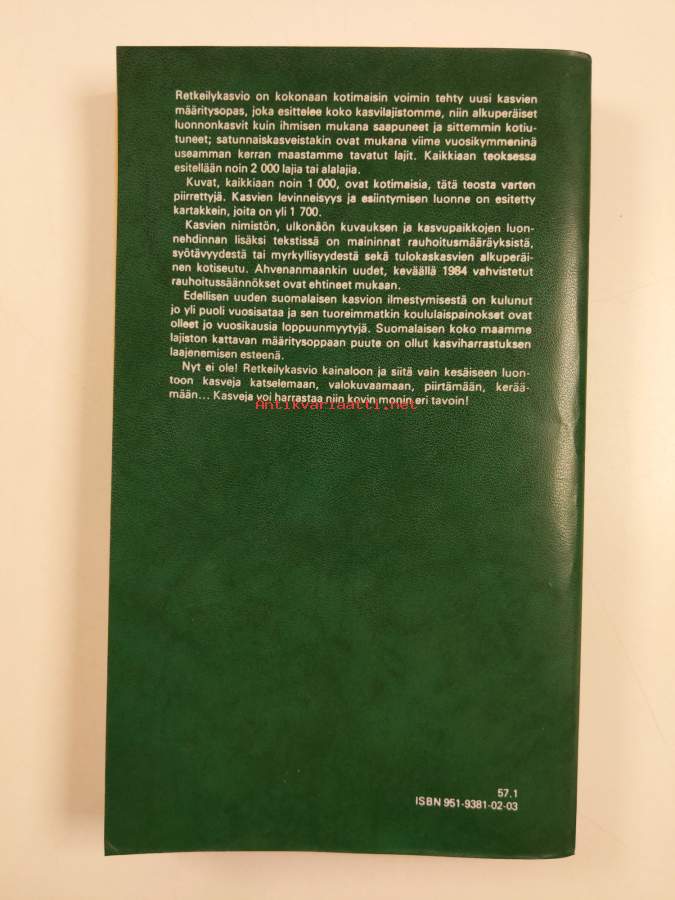 Retkeilykasvio on kokonaan kotimaisin voimin tehty uusi kasvien
määritysopas, joka esittelee koko kasvilajistomme, niin alkuperäiset
luonnonkasvit kuin ihmisen mukana saapuneet ja sittemmin kotiu-
tuneet; satunnaiskasveistakin ovat mukana viime vuosikymmeninä
useamman kerran maastamme tavatut lajit. Kaikkiaan teoksessa
esitellään noin 2 000 lajia tai alalajia.
Kuvat, kaikkiaan noin 1 000, ovat kotimaisia, tätä teosta varten
piirrettyjä. Kasvien levinneisyys ja esiintymisen luonne on esitetty
kartakkein, joita on yli 1 700.
Kasvien nimistön, ulkonäön kuvauksen ja kasvupaikkojen luon-
nehdinnan lisäksi tekstissä on maininnat rauhoitusmääräyksistä,
syötävyydestä tai myrkyllisyydestä sekä tulokaskasvien alkuperäi-
nen kotiseutu. Ahvenanmaankin uudet, keväällä 1984 vahvistetut
rauhoitussäännökset ovat ehtineet mukaan.
Edellisen uuden suomalaisen kasvion ilmestymisestä on kulunut
jo yli puoli vuosisataa ja sen tuoreimmatkin koululaispainokset ovat
olleet jo vuosikausia loppuunmyytyjä. Suomalaisen koko maamme
lajiston kattavan määritysoppaan puute on ollut kasviharrastuksen
laajenemisen esteenä.
Nyt ei ole! Retkeilykasvio kainaloon ja siitä vain kesäiseen luon-
toon kasveja katselemaan, valokuvaamaan, piirtämään, kerää-
mään... Kasveja voi harrastaa niin kovin monin eri tavoin!
Antikvariaatti.net
57.1
ISBN 951-9381-02-03